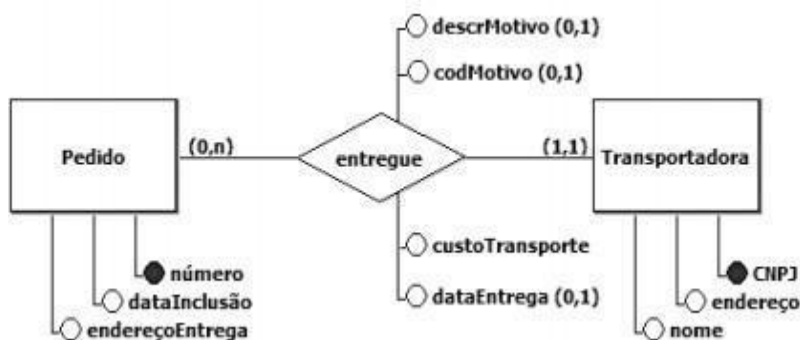 descrMotivo (0,1)
codMotivo (0,1)
Pedido
(0,n)
entregue
(1,1)
Transportadora
custoTransporte
dataEntrega (0,1)
número
dataInclusão
endereçoEntrega
CNPJ
endereço
nome